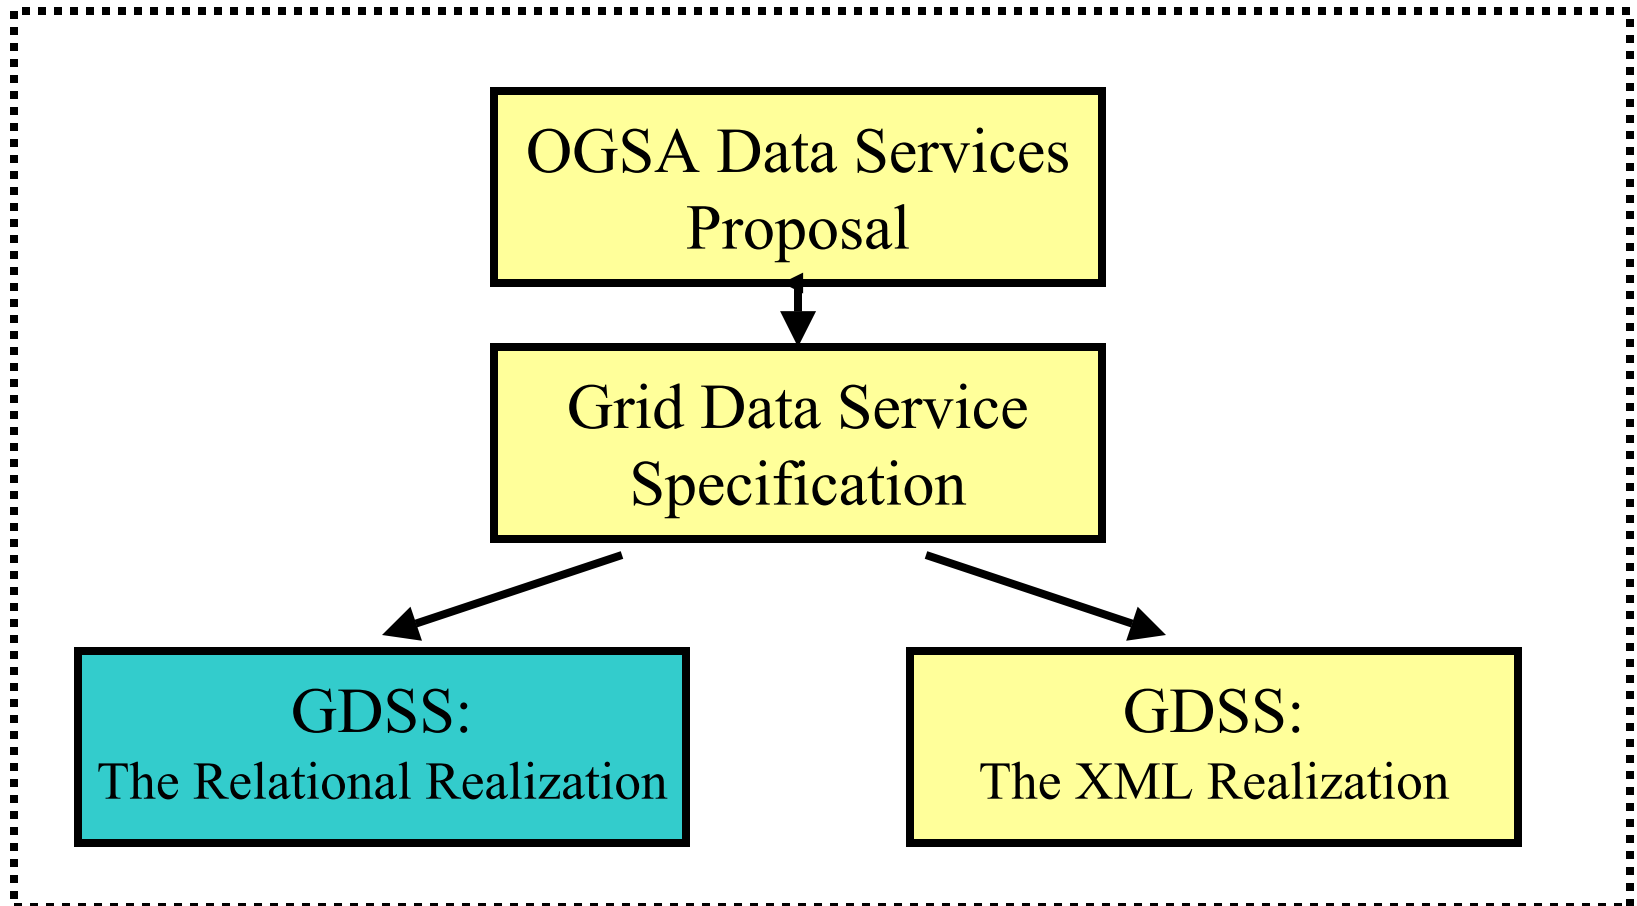 OGSA Data Services
Proposal
Grid Data Service
Specification
GDSS:
The Relational Realization
GDSS:
The XML Realization